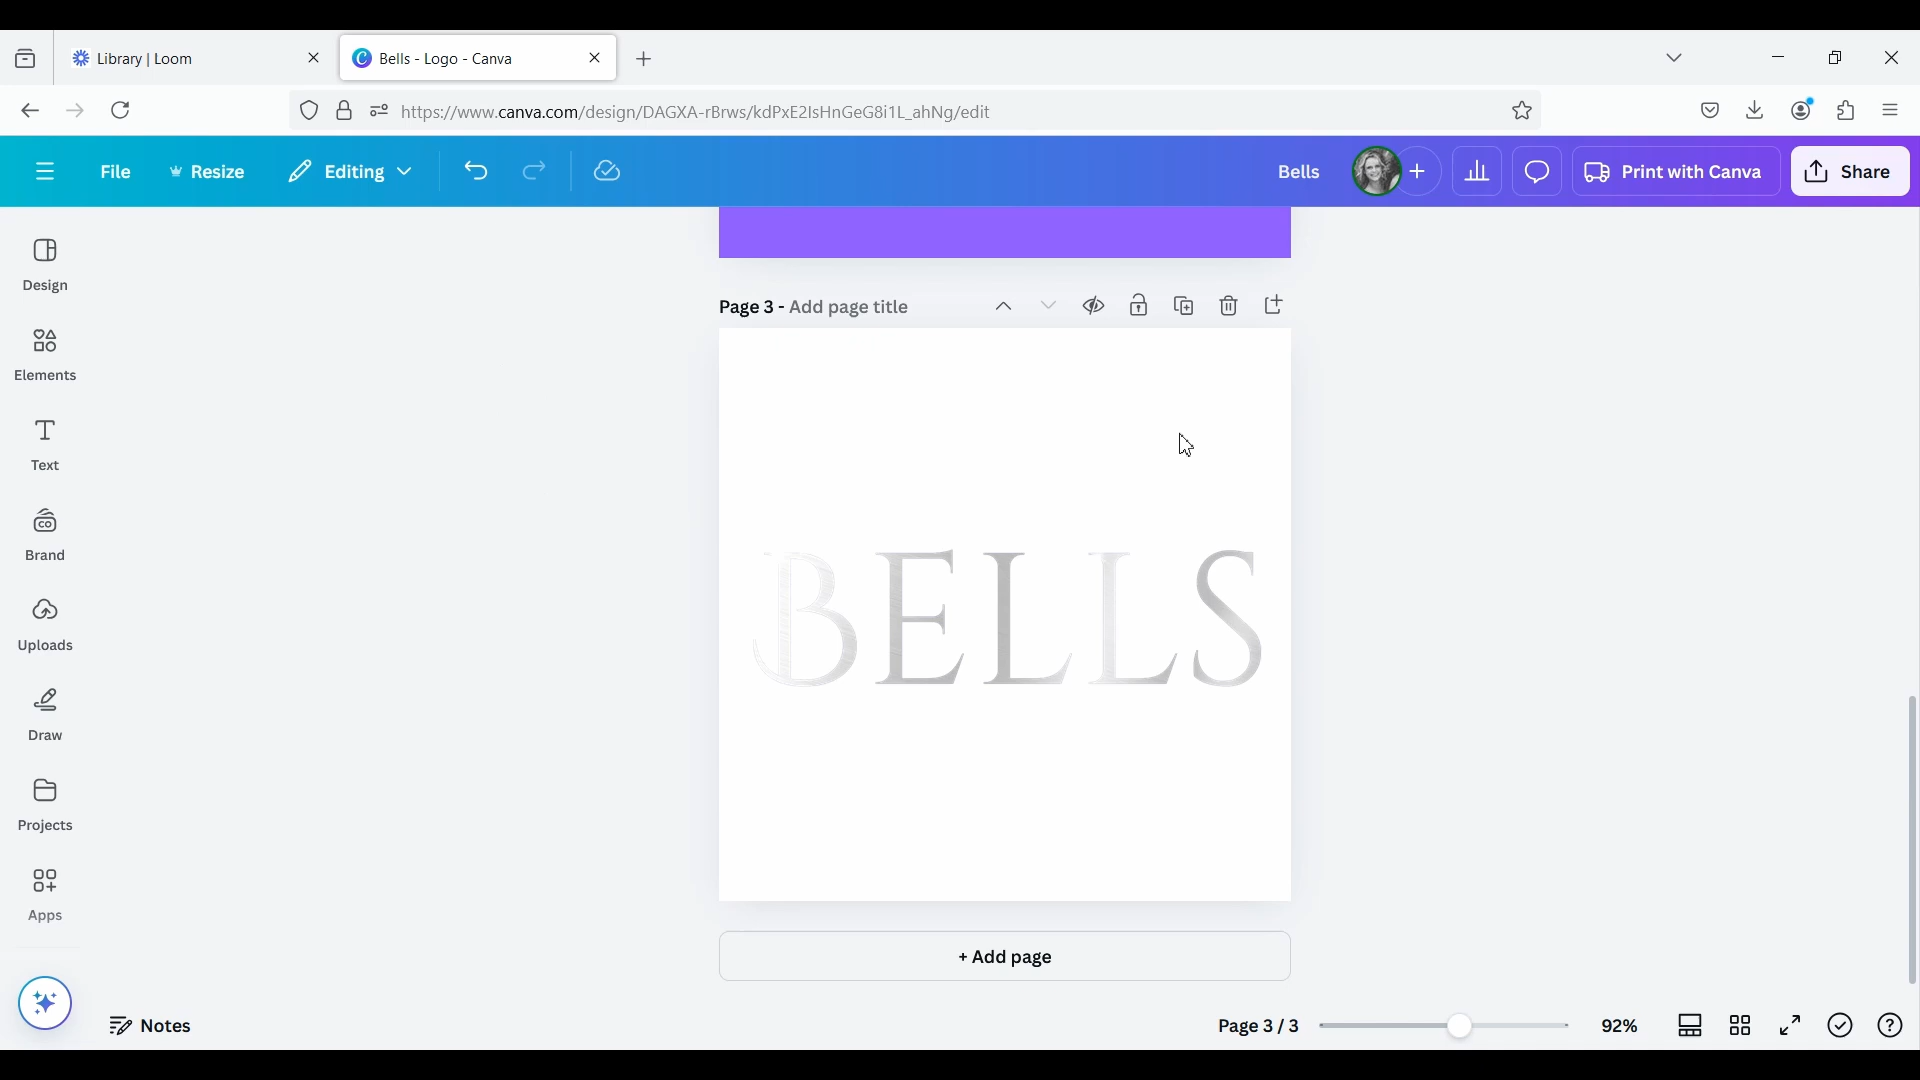 Library | Loom
Bells - Logo - Canva
https://www.canva.com/design/DAGXA-rBrws/kdPxE2IsHnGeG8i1L_ahNg/edit
File
Resize
Editing
Bells
Print with Canva
Share
Design
Elements
Text
CO
Brand
Uploads
Draw
Projects
Apps
Page 3 - Add page title
BELLS
+ Add page
Notes
Page 3 / 3
92%